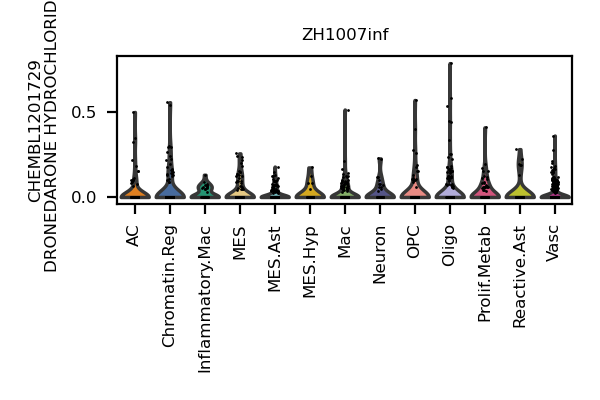 ZH1007inf
CHEMBL1201729
DRONEDARONE HYDROCHLORID
0.5
0.0
AC
Chromatin.Reg
Inflammatory.Mac
MES
MES.Ast
MES.Hyp
Mac
Neuron
OPC
Oligo
Prolif.Metab
Reactive.Ast
Vasc